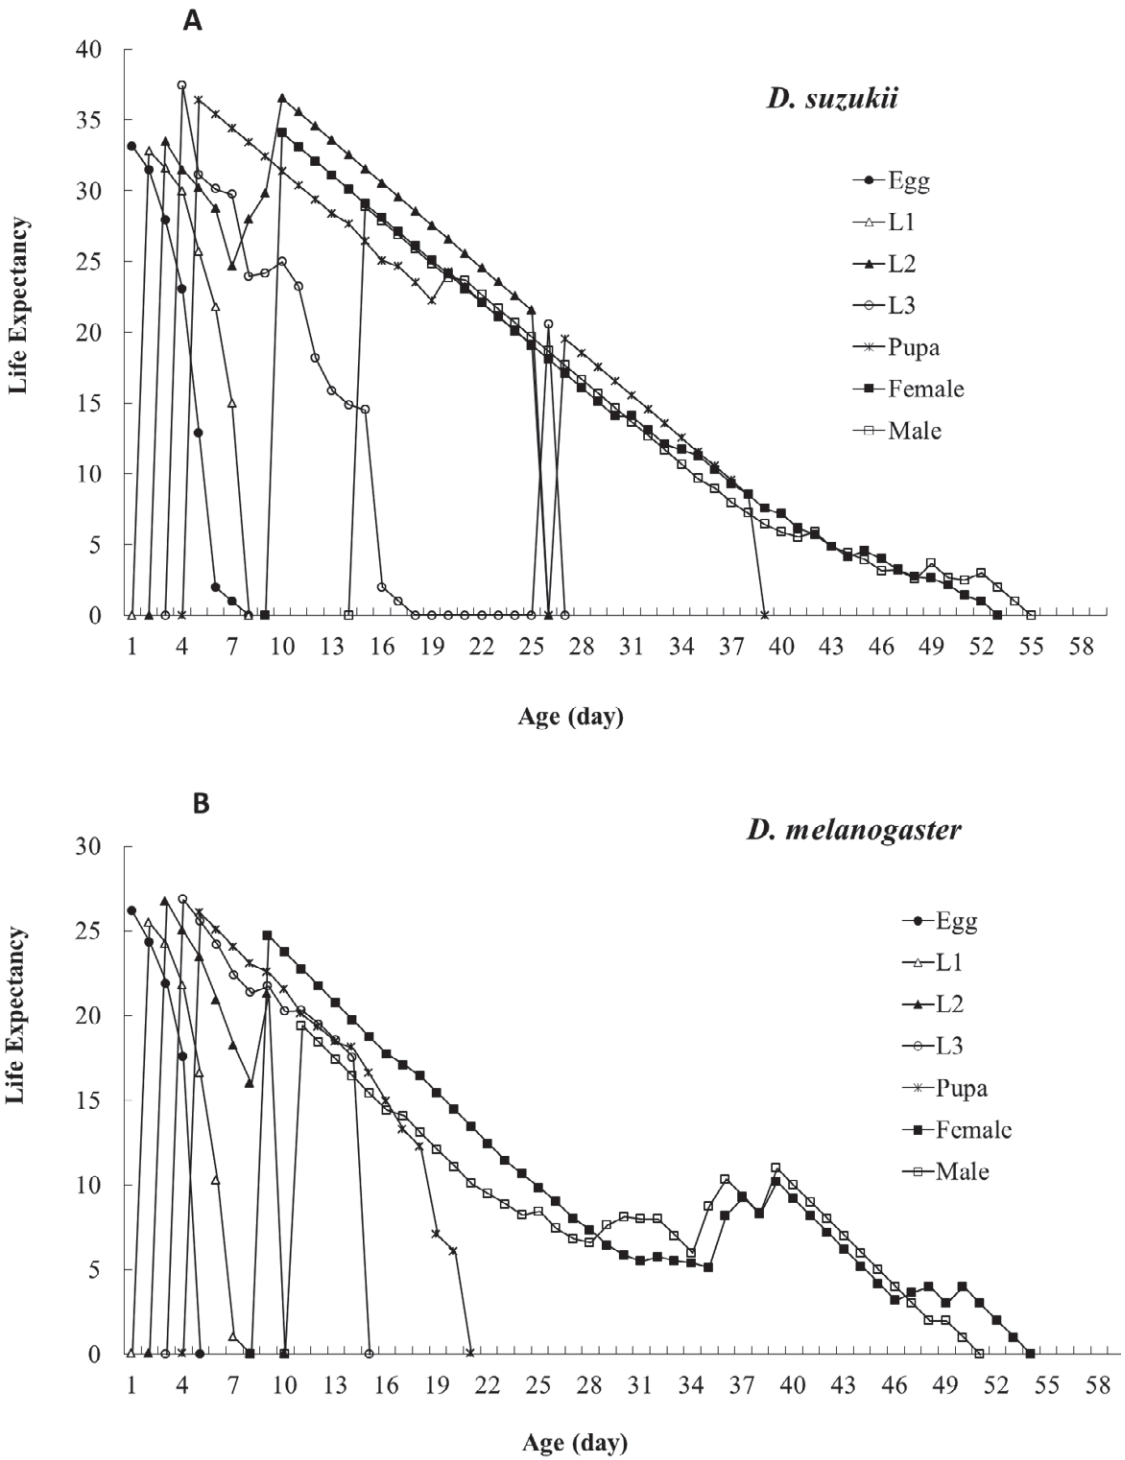 A
D. suzukii
40
35
30
25
20
15
10
5
0
Life Expectancy
Egg
L1
L2
L3
Pupa
Female
Male
1 4 7 10 13 16 19 22 25 28 31 34 37 40 43 46 49 52 55 58
Age (day)
B
D. melanogaster
30
25
20
15
10
5
0
Life Expectancy
Egg
L1
L2
L3
Pupa
Female
Male
1 4 7 10 13 16 19 22 25 28 31 34 37 40 43 46 49 52 55 58
Age (day)